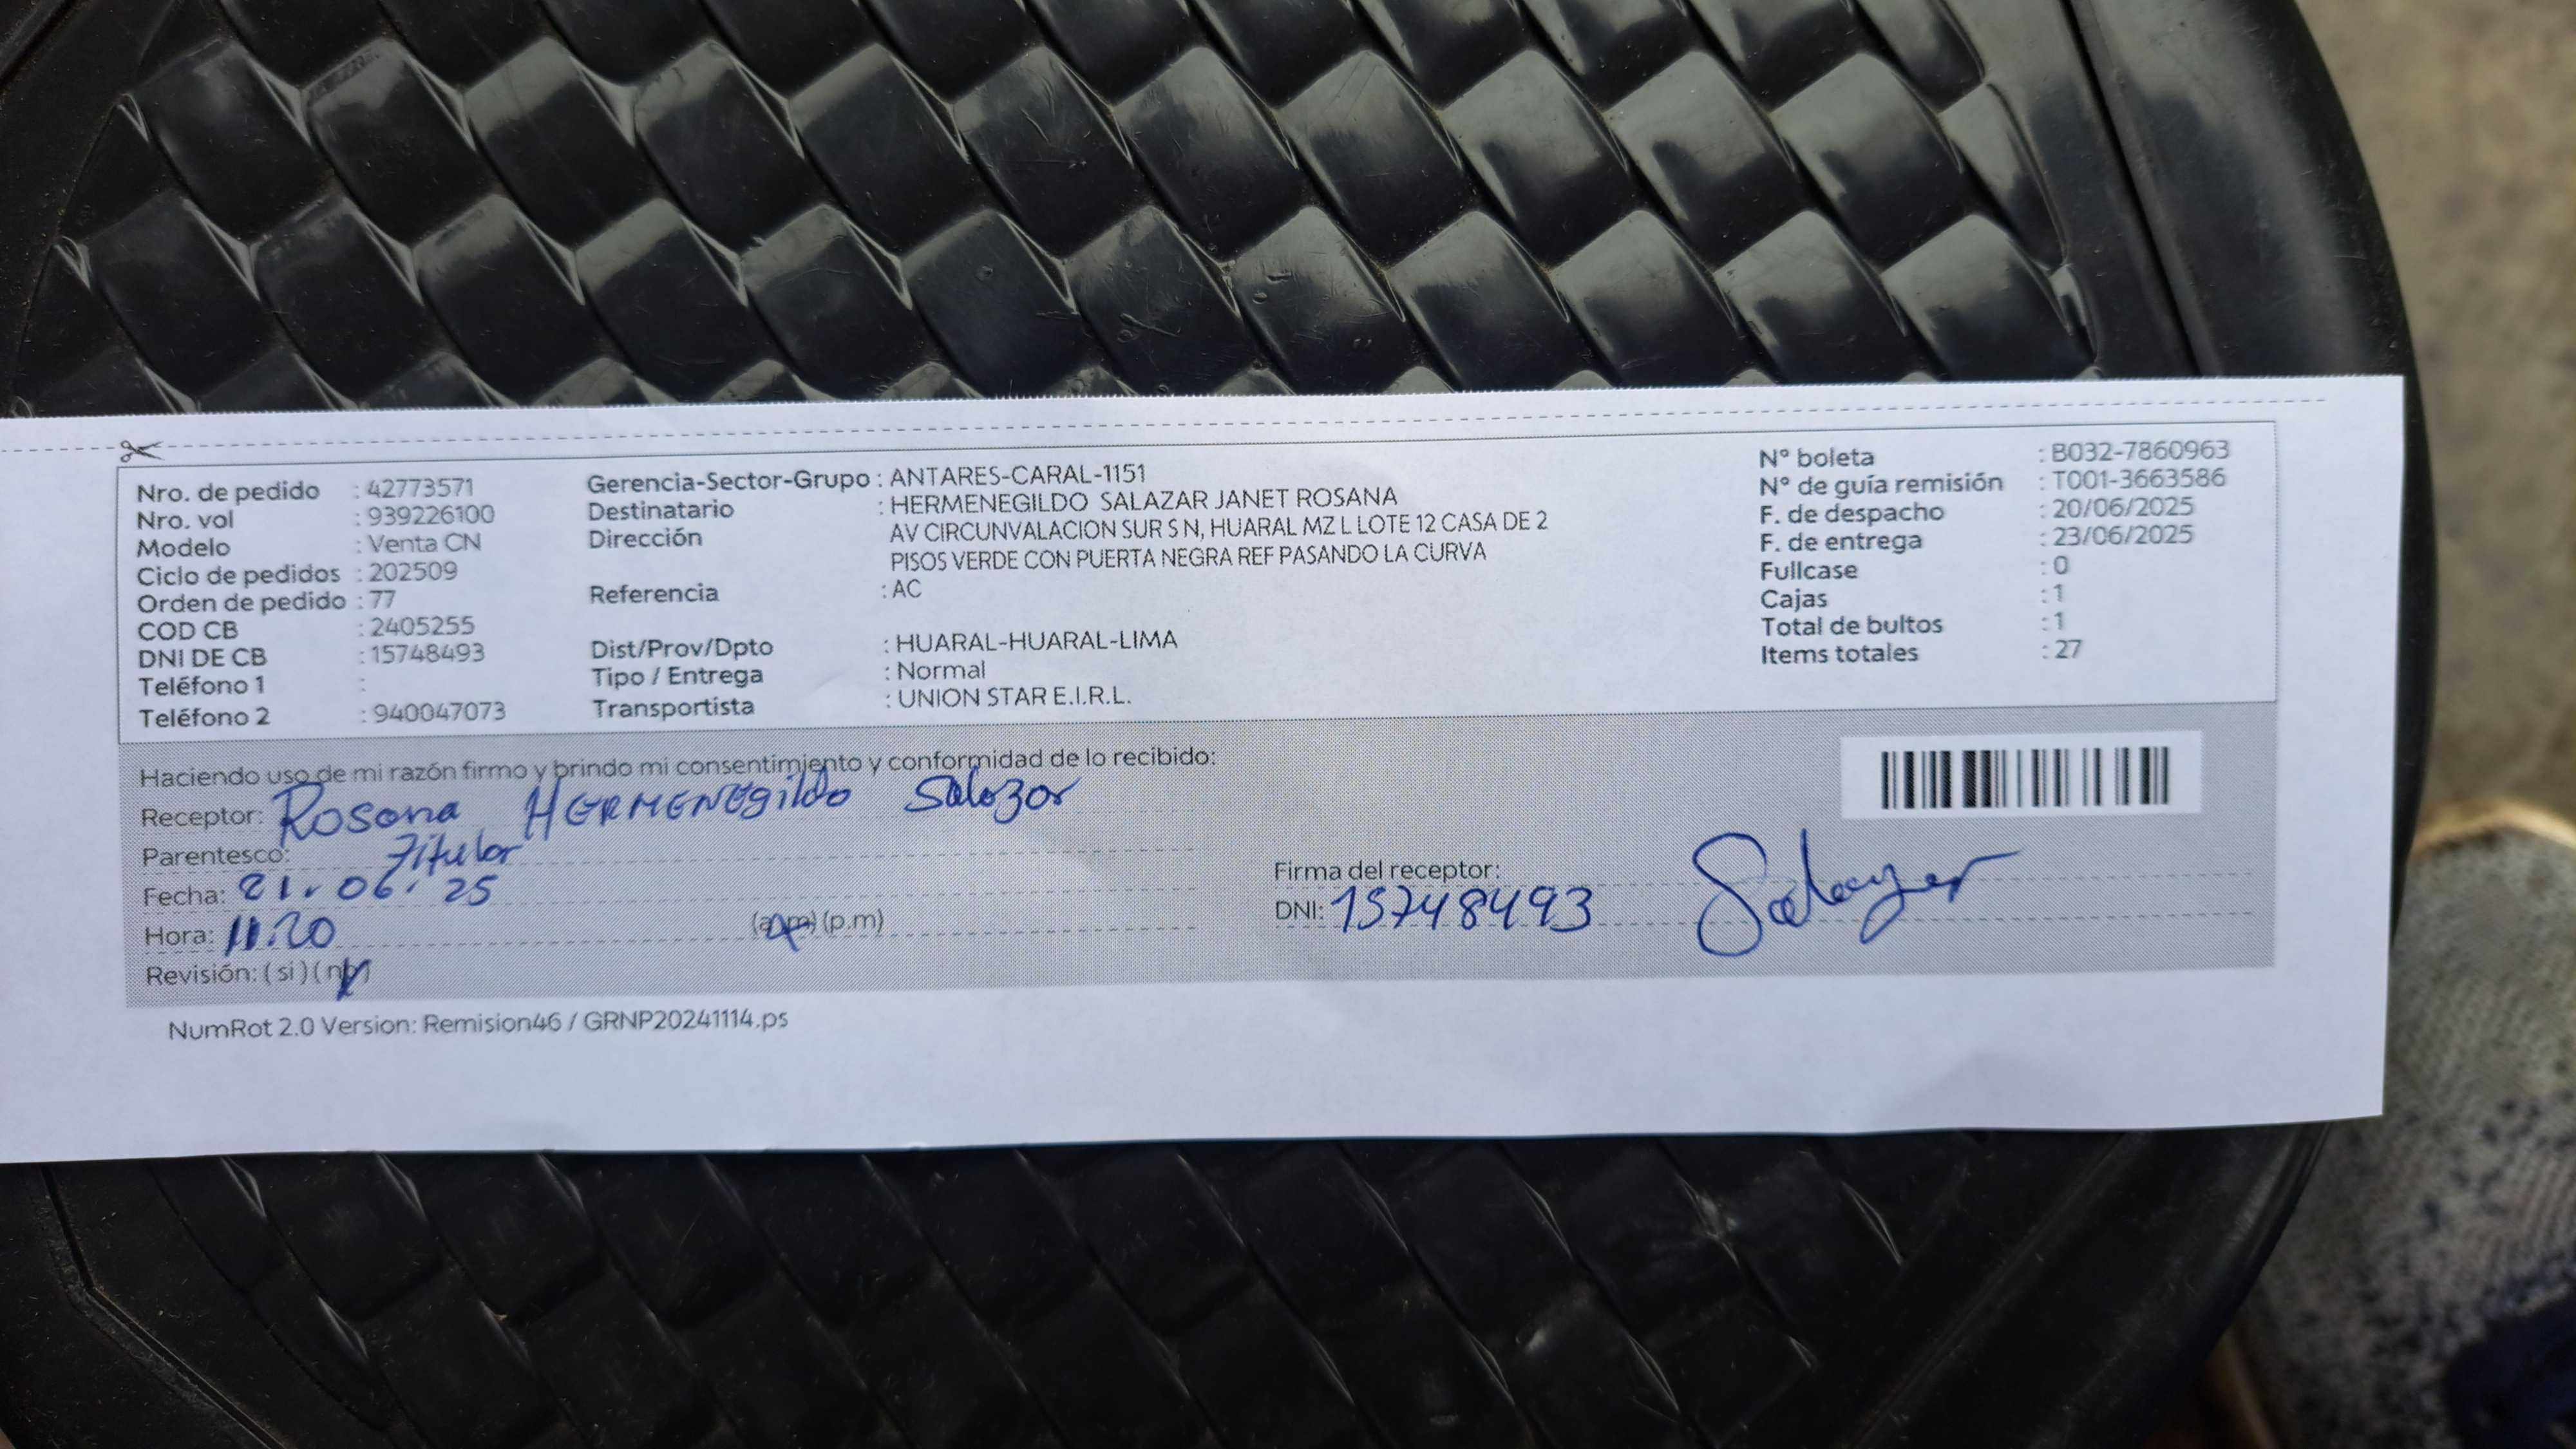 Nro. de pedido : 42773571
Nro. vol : 939226100
Modelo : Venta CN
Ciclo de pedidos : 202509
Orden de pedido : 77
COD CB : 2405255
DNI DE CB : 15748493
Teléfono 1 :
Teléfono 2 : 940047073
Gerencia-Sector-Grupo : ANTARES-CARAL-1151
Destinatario : HERMENEGILDO SALAZAR JANET ROSANA
Dirección AV CIRCUNVALACION SUR S N, HUARAL MZ L LOTE 12 CASA DE 2
PISOS VERDE CON PUERTA NEGRA REF PASANDO LA CURVA
Referencia : AC
Dist/Prov/Dpto : HUARAL-HUARAL-LIMA
Tipo / Entrega : Normal
Transportista : UNION STAR E.I.R.L.
N° boleta : B032-7860963
N° de guía remisión : T001-3663586
F. de despacho : 20/06/2025
F. de entrega : 23/06/2025
Fullcase : 0
Cajas : 1
Total de bultos : 1
Items totales : 27
Haciendo uso de mi razón firmo y brindo mi consentimiento y conformidad de lo recibido:
Receptor: Rosana HERMENEgildo Salazar
Parentesco: Titular
Fecha: 21. 06. 25
Hora: 11:20 (a.m) (p.m)
Revisión: ( si ) ( no )
Firma del receptor: Salazar
DNI: 15748493
NumRot 2.0 Version: Remision46 / GRNP20241114.ps